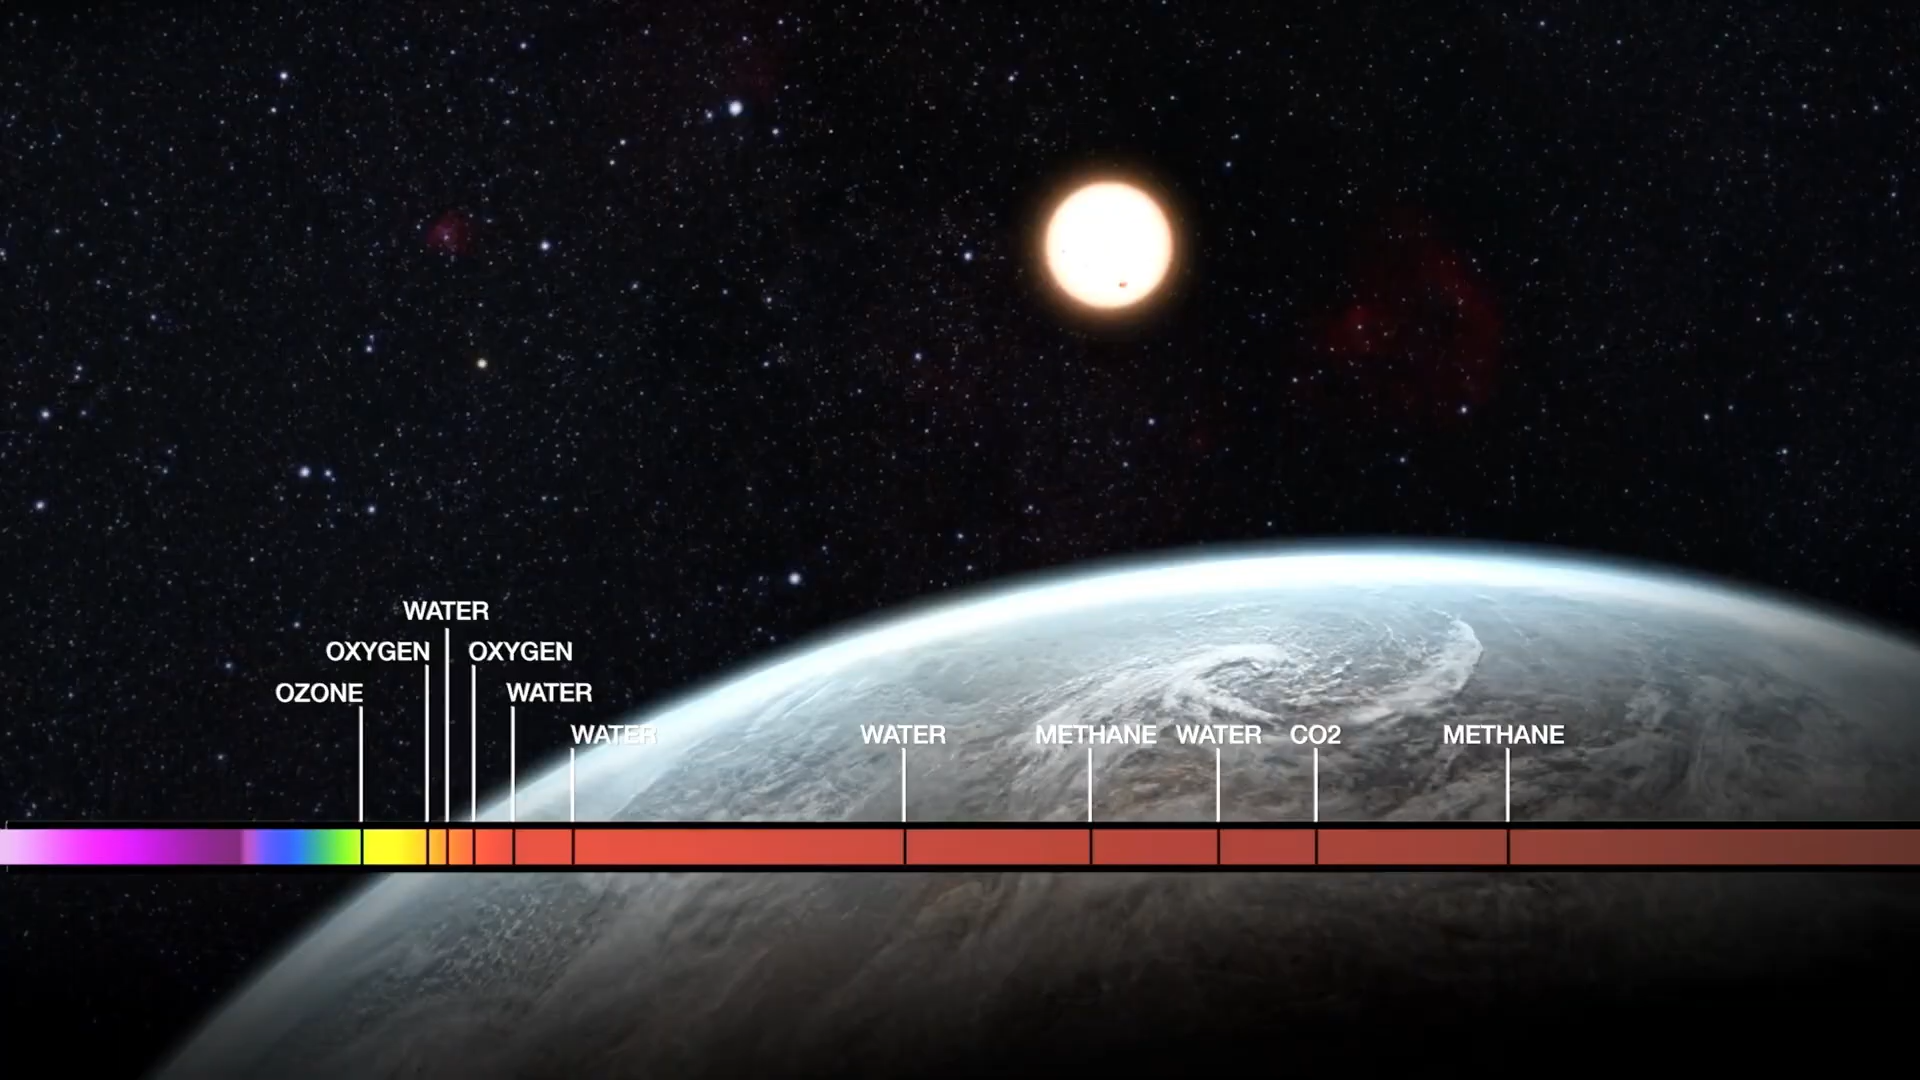 WATER
OXYGEN OXYGEN
OZONE WATER
WATER WATER METHANE WATER CO2 METHANE